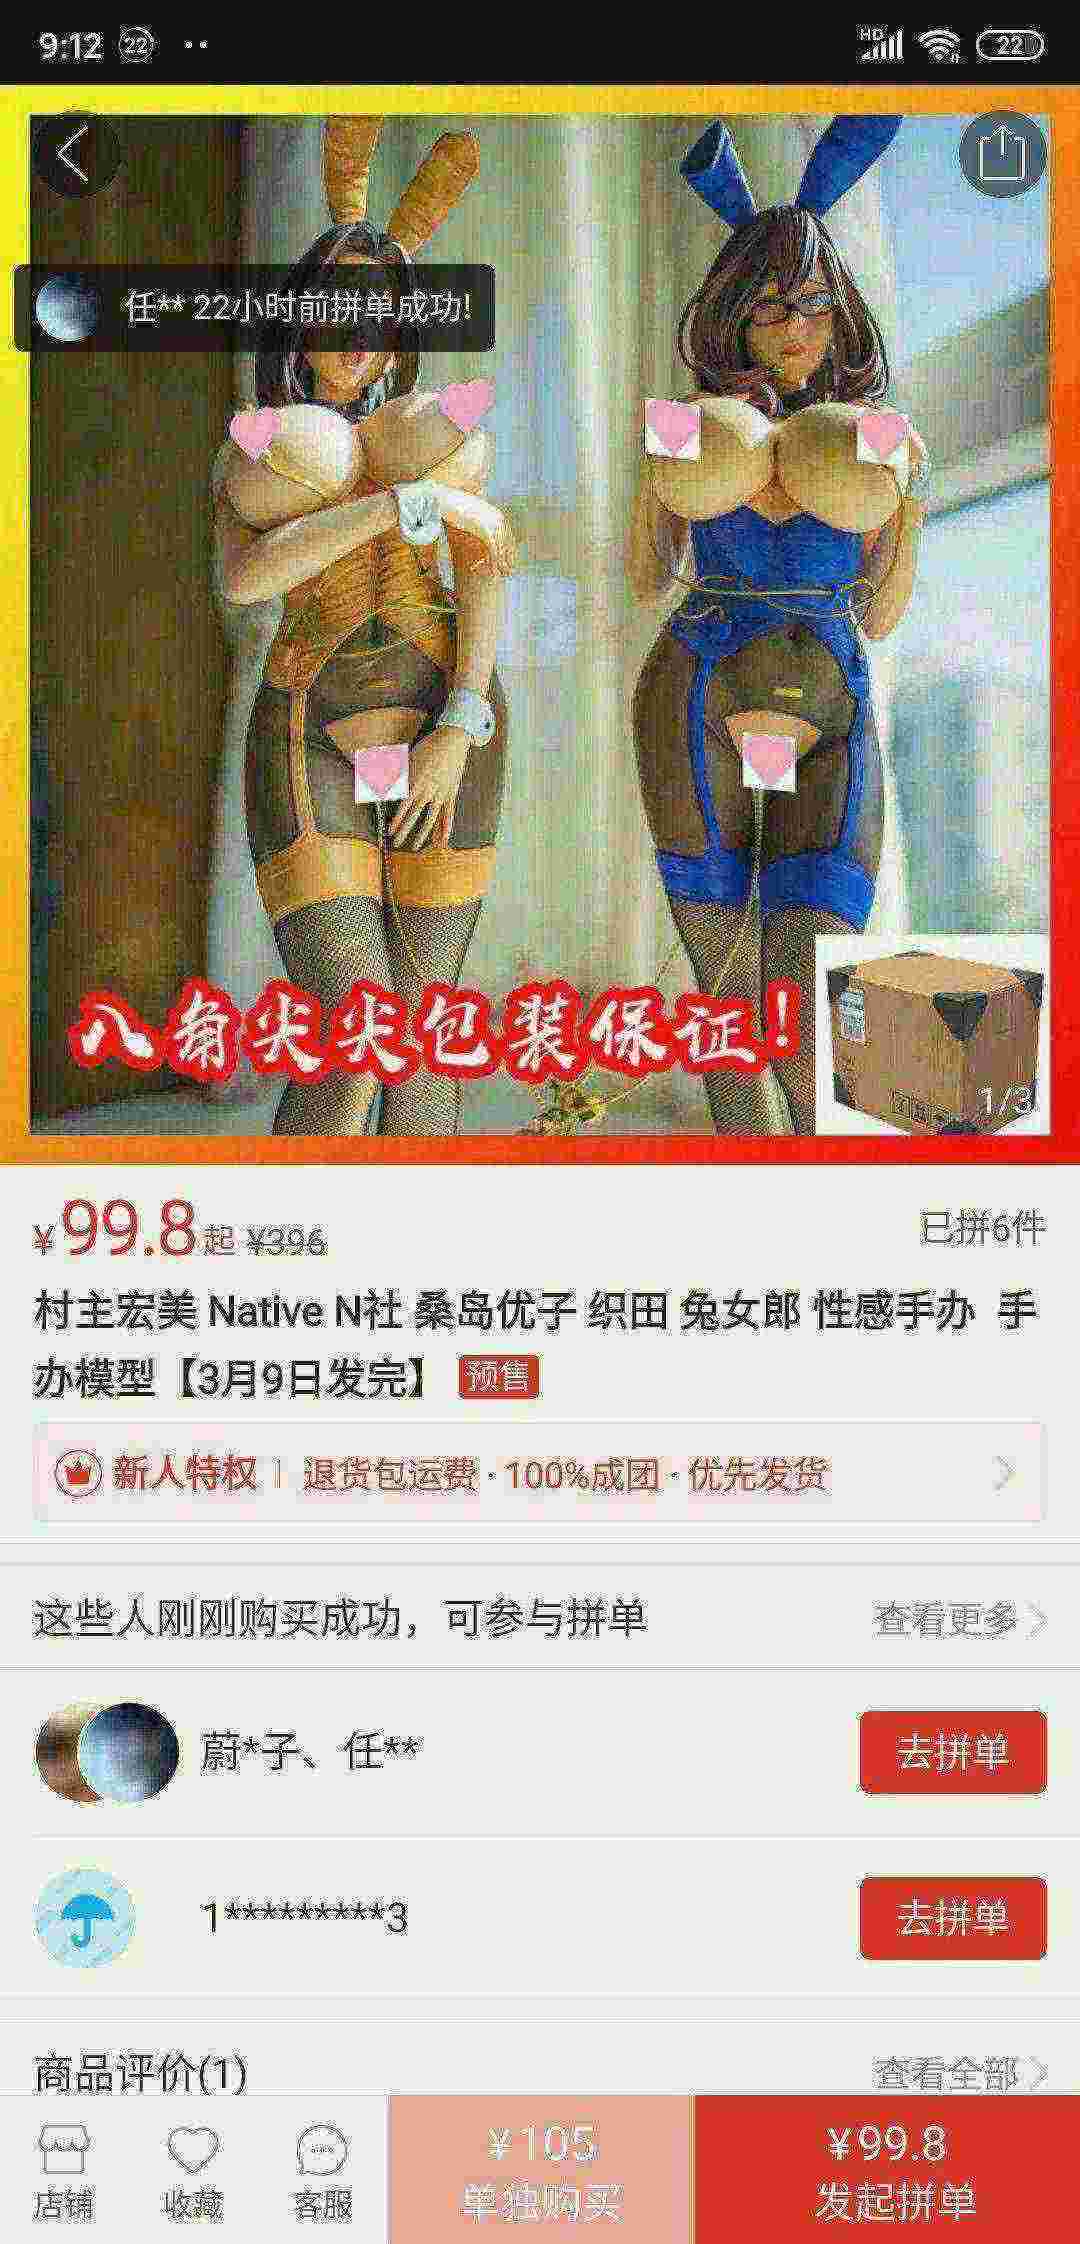 9:12 22
HD 22
任** 22小时前拼单成功!
八角尖尖包装保证!
1/3
¥99.8起 ¥396
已拼6件
村主宏美 Native N社 桑岛优子 织田 兔女郎 性感手办 手
办模型【3月9日发完】 预售
新人特权 | 退货包运费 · 100%成团 · 优先发货
这些人刚刚购买成功，可参与拼单
查看更多
蔚*子、任**
去拼单
1*********3
去拼单
商品评价(1)
查看全部
店铺
收藏
客服
¥105
单独购买
¥99.8
发起拼单